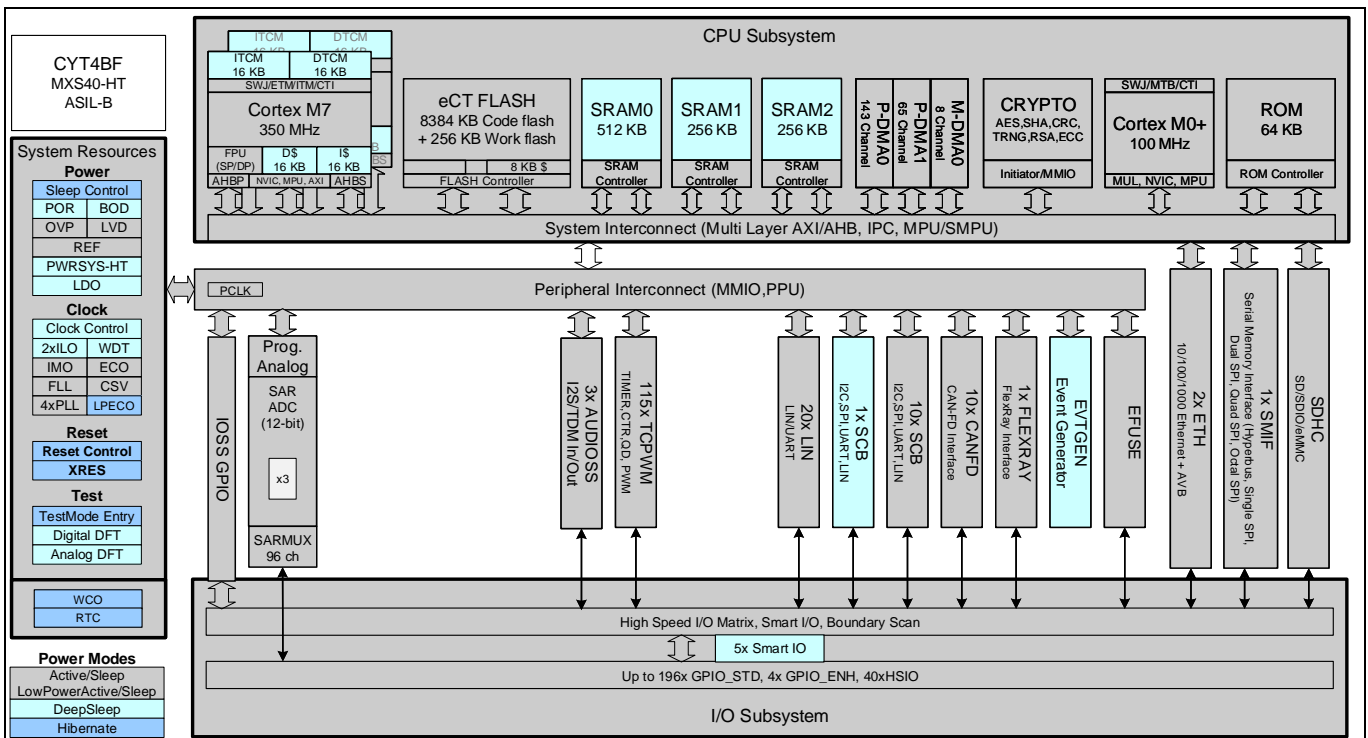 CYT4BF
MXS40-HT
ASIL-B
System Resources
Power
Sleep Control
POR
BOD
OVP
LVD
REF
PWRSYS-HT
LDO
Clock
Clock Control
2xILO
WDT
IMO
ECO
FLL
CSV
4xPLL
LPECO
Reset
Reset Control
XRES
Test
TestMode Entry
Digital DFT
Analog DFT
WCO
RTC
Power Modes
Active/Sleep
LowPowerActive/Sleep
DeepSleep
Hibernate
CPU Subsystem
ITCM
16 KB
DTCM
16 KB
ITCM
16 KB
DTCM
16 KB
SWJ/ETM/ITM/CTI
Cortex M7
350 MHz
FPU
(SP/DP)
D$
16 KB
I$
16 KB
AHBP
NVIC, MPU, AXI
AHBS
eCT FLASH
8384 KB Code flash
+ 256 KB Work flash
8 KB $
FLASH Controller
SRAM0
512 KB
SRAM
Controller
SRAM1
256 KB
SRAM
Controller
SRAM2
256 KB
SRAM
Controller
P-DMA0
143 Channel
P-DMA1
65 Channel
M-DMA0
8 Channel
CRYPTO
AES,SHA,CRC,
TRNG,RSA,ECC
Initiator/MMIO
SWJ/MTB/CTI
Cortex M0+
100 MHz
MUL, NVIC, MPU
ROM
64 KB
ROM Controller
System Interconnect (Multi Layer AXI/AHB, IPC, MPU/SMPU)
PCLK
Peripheral Interconnect (MMIO,PPU)
IOSS GPIO
Prog.
Analog
SAR
ADC
(12-bit)
x3
SARMUX
96 ch
3x AUDIOSS
I2S/TDM In/Out
115x TCPWM
TIMER,CTR,QD, PWM
20x LIN
LIN/UART
1x SCB
I2C,SPI,UART,LIN
10x SCB
I2C,SPI,UART,LIN
10x CANFD
CAN-FD Interface
1x FLEXRAY
FlexRay Interface
EVTGEN
Event Generator
EFUSE
2x ETH
10/100/1000 Ethernet + AVB
1x SMIF
Serial Memory Interface (Hyperbus, Single SPI,
Dual SPI, Quad SPI, Octal SPI)
SDHC
SD/SDIO/eMMC
High Speed I/O Matrix, Smart I/O, Boundary Scan
5x Smart IO
Up to 196x GPIO_STD, 4x GPIO_ENH, 40xHSIO
I/O Subsystem